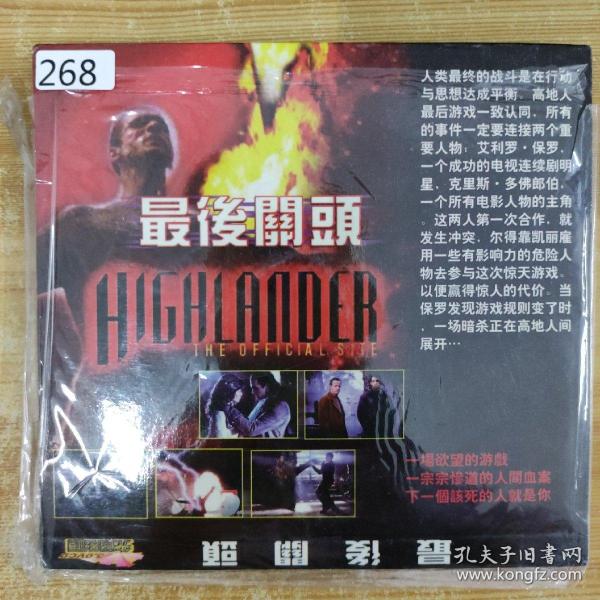 268
人类最终的战斗是在行动
与思想达成平衡．高地人
最后游戏一致认同．所有
的事件一定要连接两个重
要人物：艾利罗·保罗．
一个成功的电视连续剧明
星．克里斯·多佛郎伯．
一个所有电影人物的主角
。这两人第一次合作．就
发生冲突．尔得靠凯丽雇
用一些有影响力的危险人
物去参与这次惊天游戏。
以便赢得惊人的代价。当
保罗发现游戏规则变了时
．一场暗杀正在高地人间
展开…
最後關頭
HIGHLANDER
THE OFFICIAL SITE
一場欲望的游戲
一宗宗慘道的人間血案
下一個該死的人就是你
最後關頭
孔夫子旧书网
www.kongfz.com